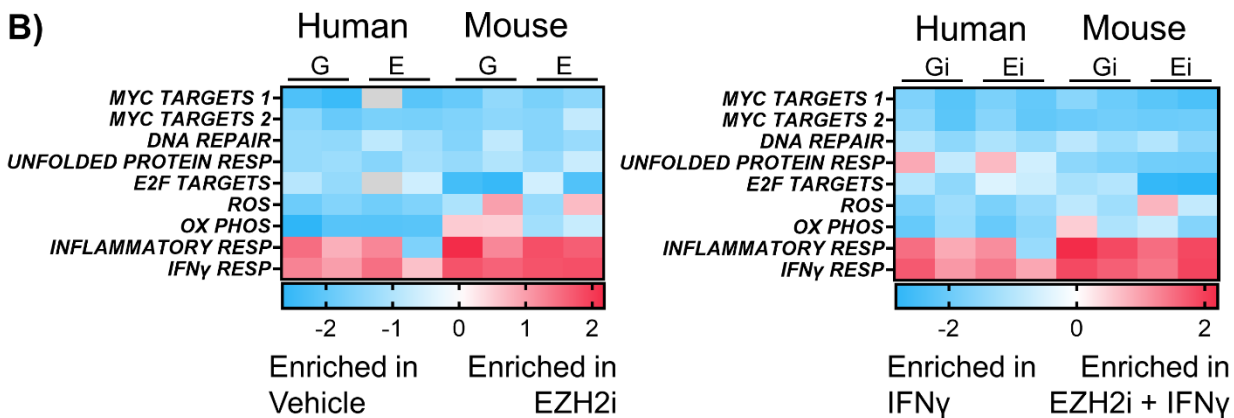 B)
Human Mouse
G E G E
MYC TARGETS 1
MYC TARGETS 2
DNA REPAIR
UNFOLDED PROTEIN RESP
E2F TARGETS
ROS
OX PHOS
INFLAMMATORY RESP
IFNγ RESP
-2 -1 0 1 2
Enriched in Enriched in
Vehicle EZH2i
Human Mouse
Gi Ei Gi Ei
MYC TARGETS 1
MYC TARGETS 2
DNA REPAIR
UNFOLDED PROTEIN RESP
E2F TARGETS
ROS
OX PHOS
INFLAMMATORY RESP
IFNγ RESP
-2 0 2
Enriched in Enriched in
IFNγ EZH2i + IFNγ